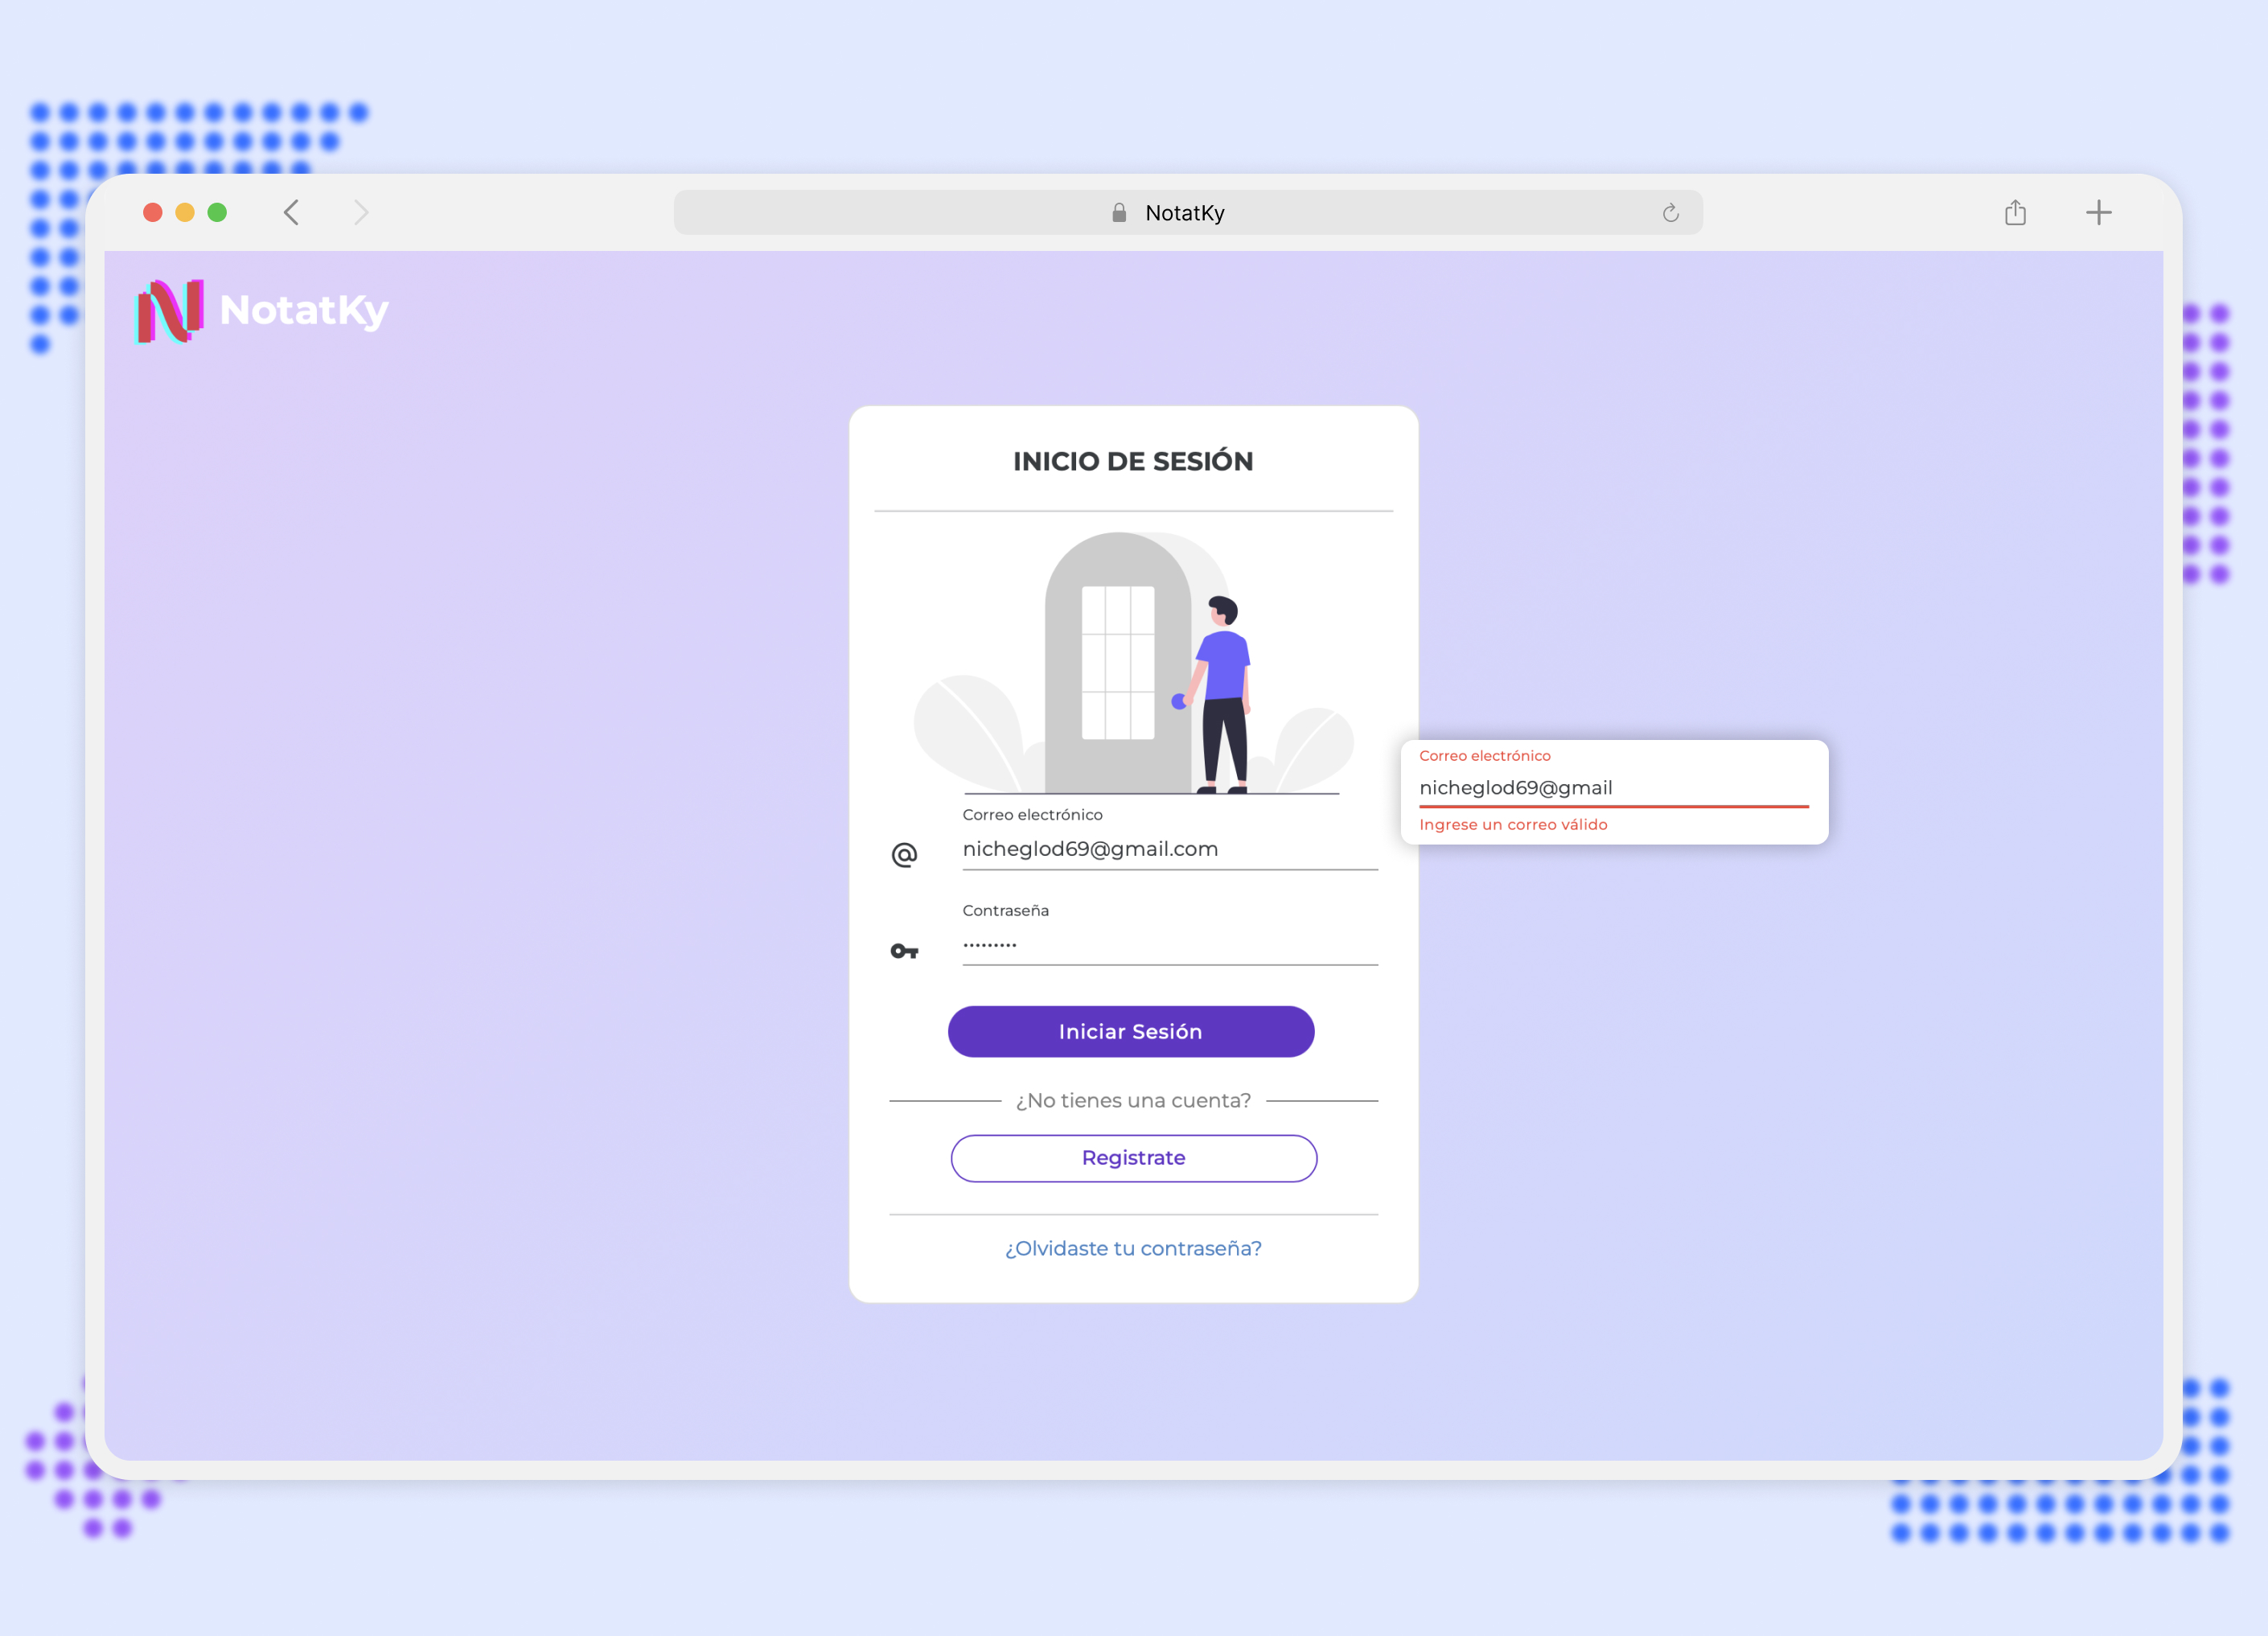 NotatKy
NotatKy
INICIO DE SESIÓN
Correo electrónico
nicheglod69@gmail.com
Contraseña
•••••••••
Iniciar Sesión
¿No tienes una cuenta?
Registrate
¿Olvidaste tu contraseña?
Correo electrónico
nicheglod69@gmail
Ingrese un correo válido